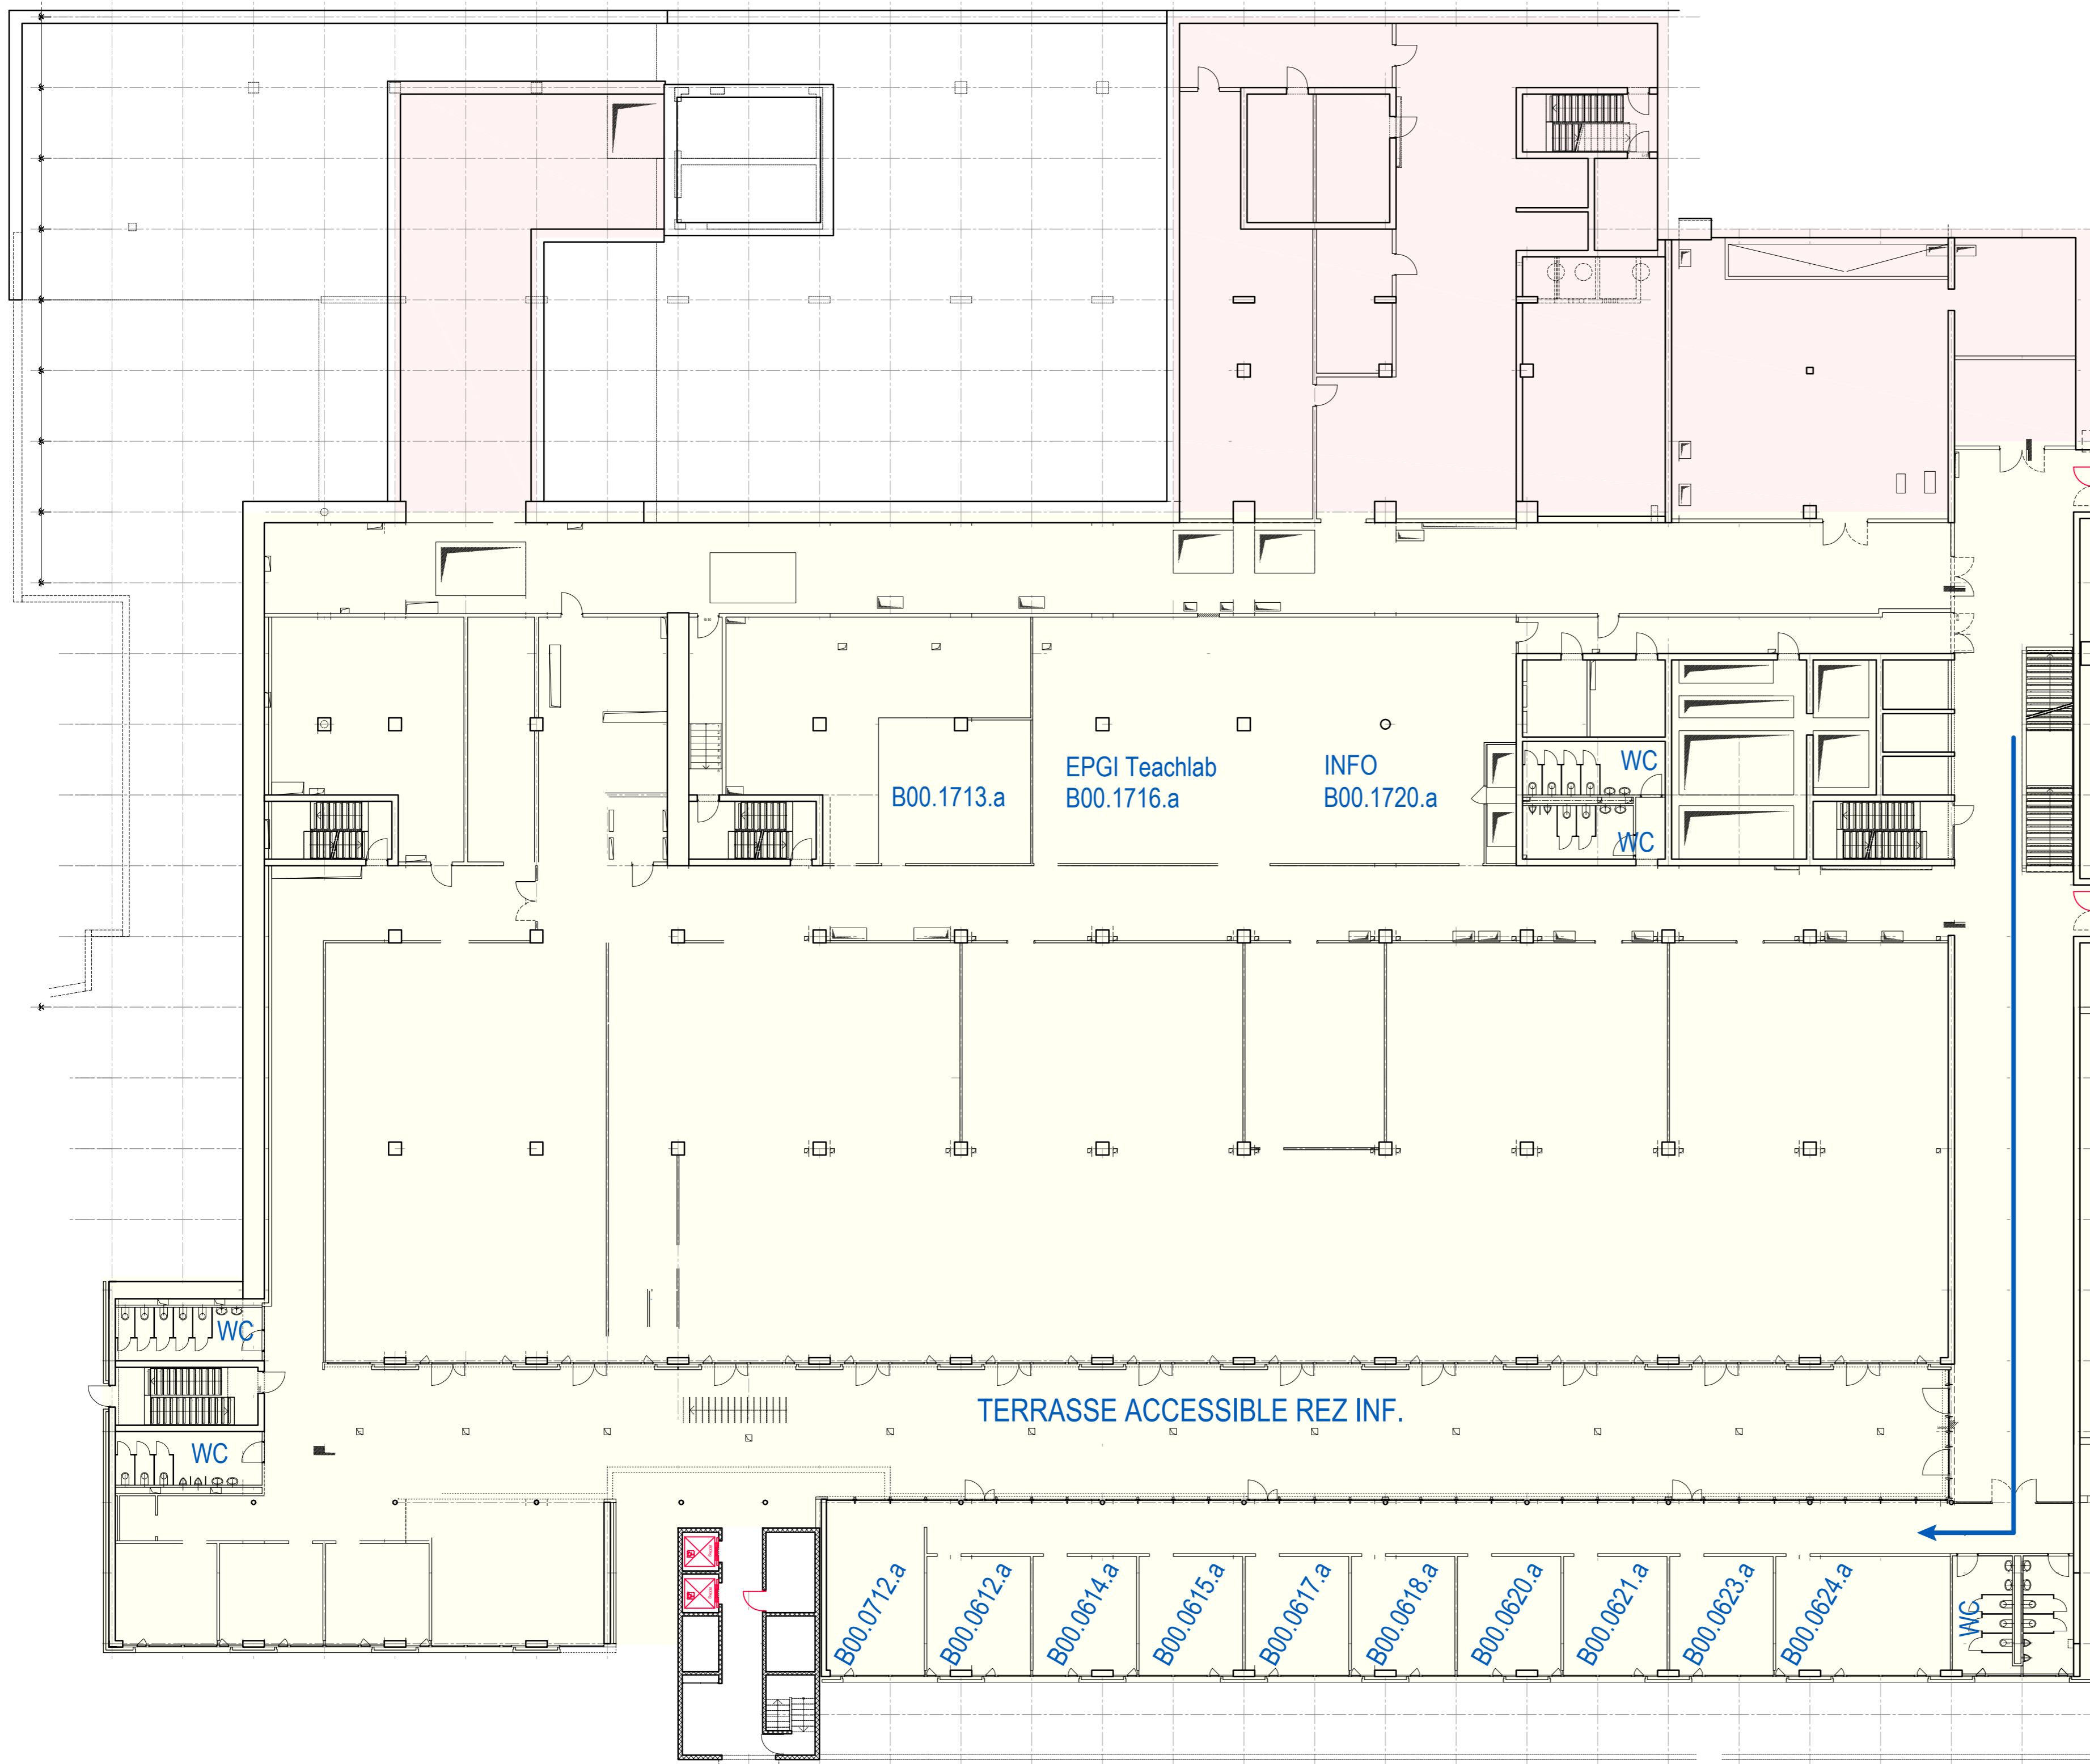 EPGI Teachlab
B00.1716.a
INFO
B00.1720.a
B00.1713.a
WC
WC
WC
TERRASSE ACCESSIBLE REZ INF.
WC
B00.0712.a
B00.0612.a
B00.0614.a
B00.0615.a
B00.0617.a
B00.0618.a
B00.0620.a
B00.0621.a
B00.0623.a
B00.0624.a
WC